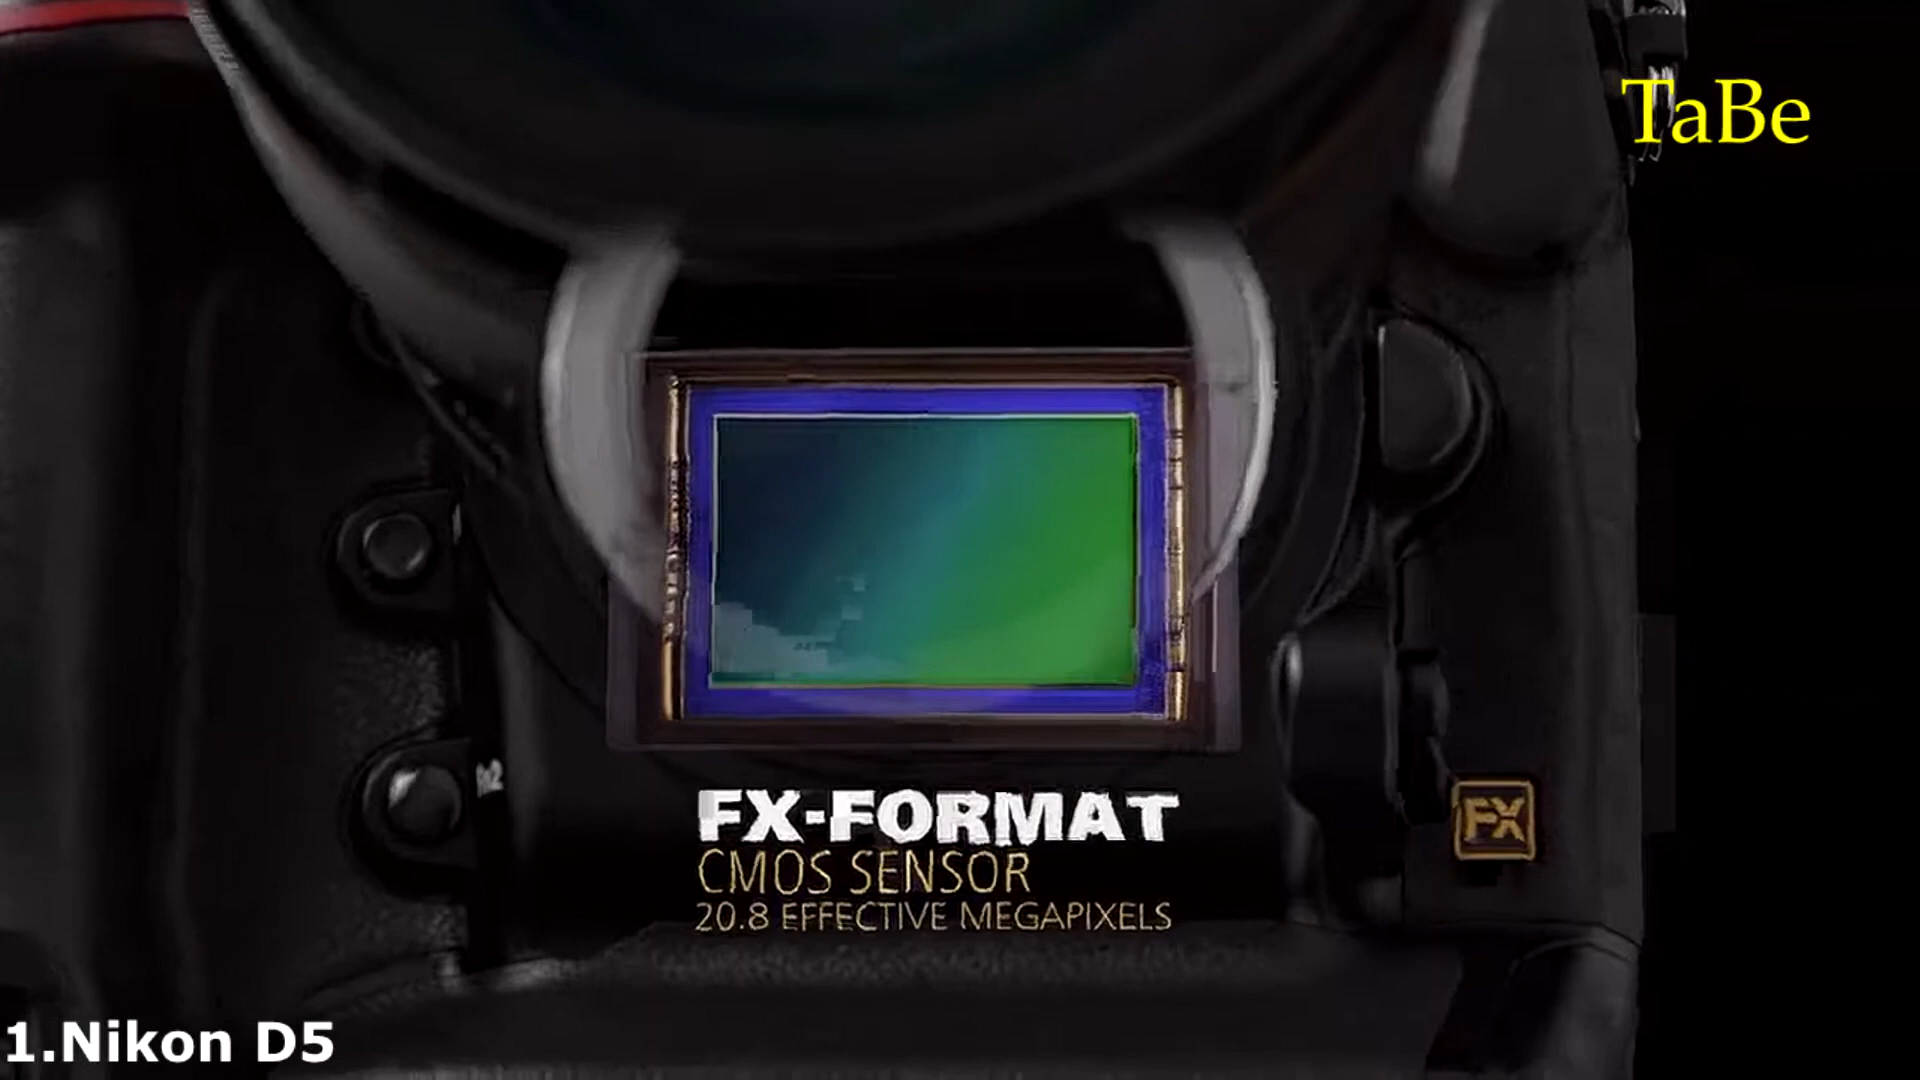 TaBe
FX-FORMAT
CMOS SENSOR
20.8 EFFECTIVE MEGAPIXELS
FX
1.Nikon D5